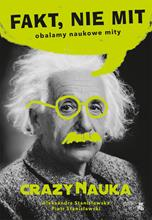 FAKT, NIE MIT
obalamy naukowe mity
CRAZY NAUKA
Aleksandra Stanisławska
Piotr Stanisławski